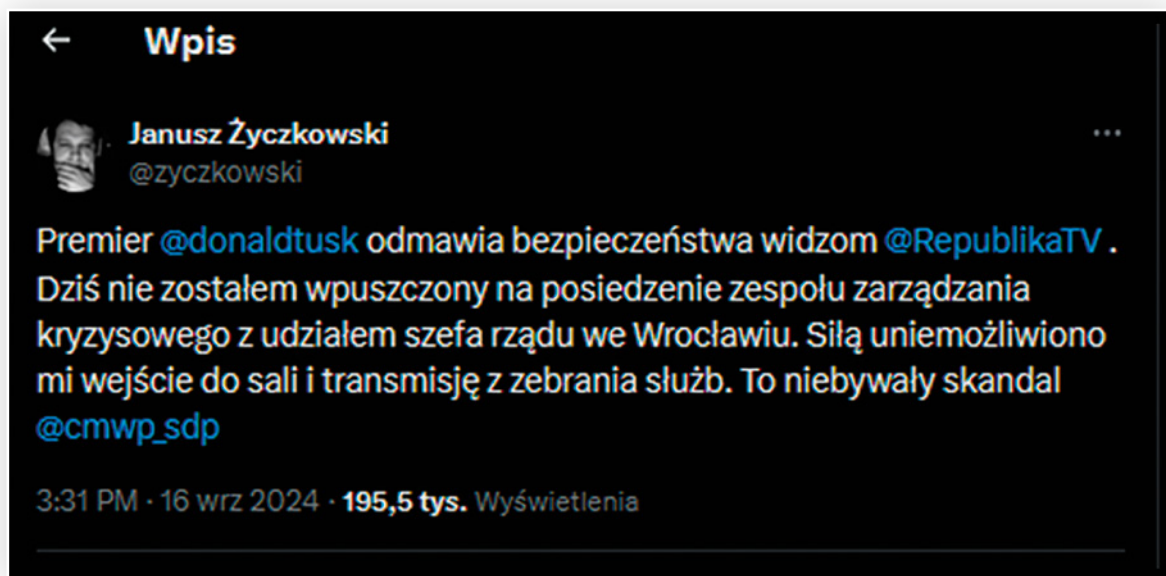 ← Wpis
Janusz Życzkowski
@zyczkowski
Premier @donaldtusk odmawia bezpieczeństwa widzom @RepublikaTV .
Dziś nie zostałem wpuszczony na posiedzenie zespołu zarządzania
kryzysowego z udziałem szefa rządu we Wrocławiu. Siłą uniemożliwiono
mi wejście do sali i transmisję z zebrania służb. To niebywały skandal
@cmwp_sdp
3:31 PM · 16 wrz 2024 · 195,5 tys. Wyświetlenia